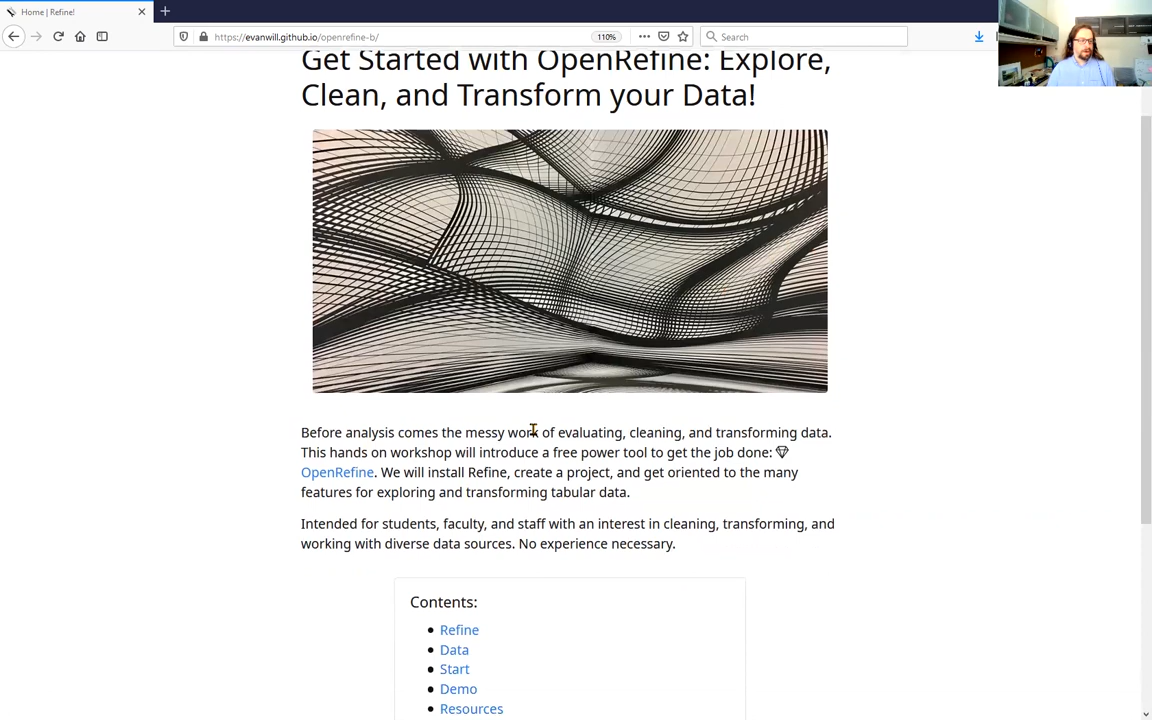 Home | Refine!
https://evanwill.github.io/openrefine-b/
110%
Search
Get Started with OpenRefine: Explore,
Clean, and Transform your Data!
Before analysis comes the messy work of evaluating, cleaning, and transforming data.
This hands on workshop will introduce a free power tool to get the job done:
OpenRefine. We will install Refine, create a project, and get oriented to the many
features for exploring and transforming tabular data.
Intended for students, faculty, and staff with an interest in cleaning, transforming, and
working with diverse data sources. No experience necessary.
Contents:
Refine
Data
Start
Demo
Resources